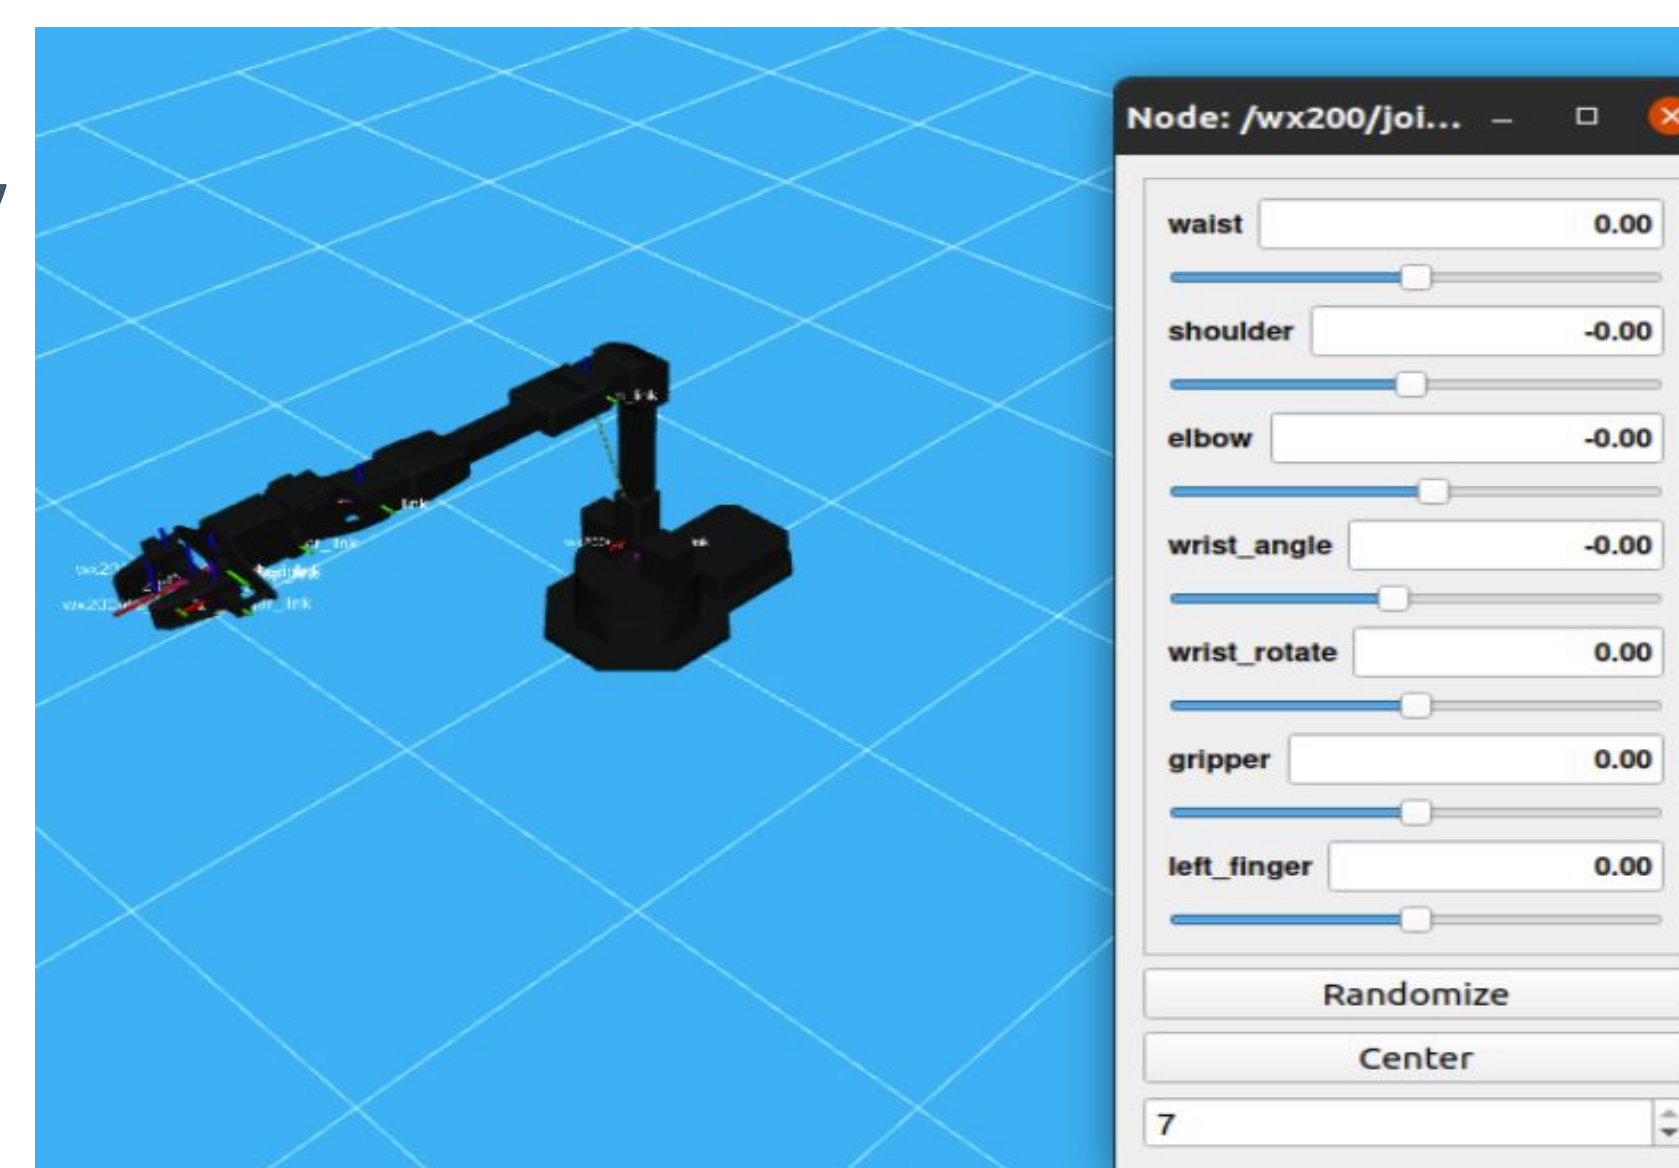 Node: /wx200/joi...
waist 0.00
shoulder -0.00
elbow -0.00
wrist_angle -0.00
wrist_rotate 0.00
gripper 0.00
left_finger 0.00
Randomize
Center
7